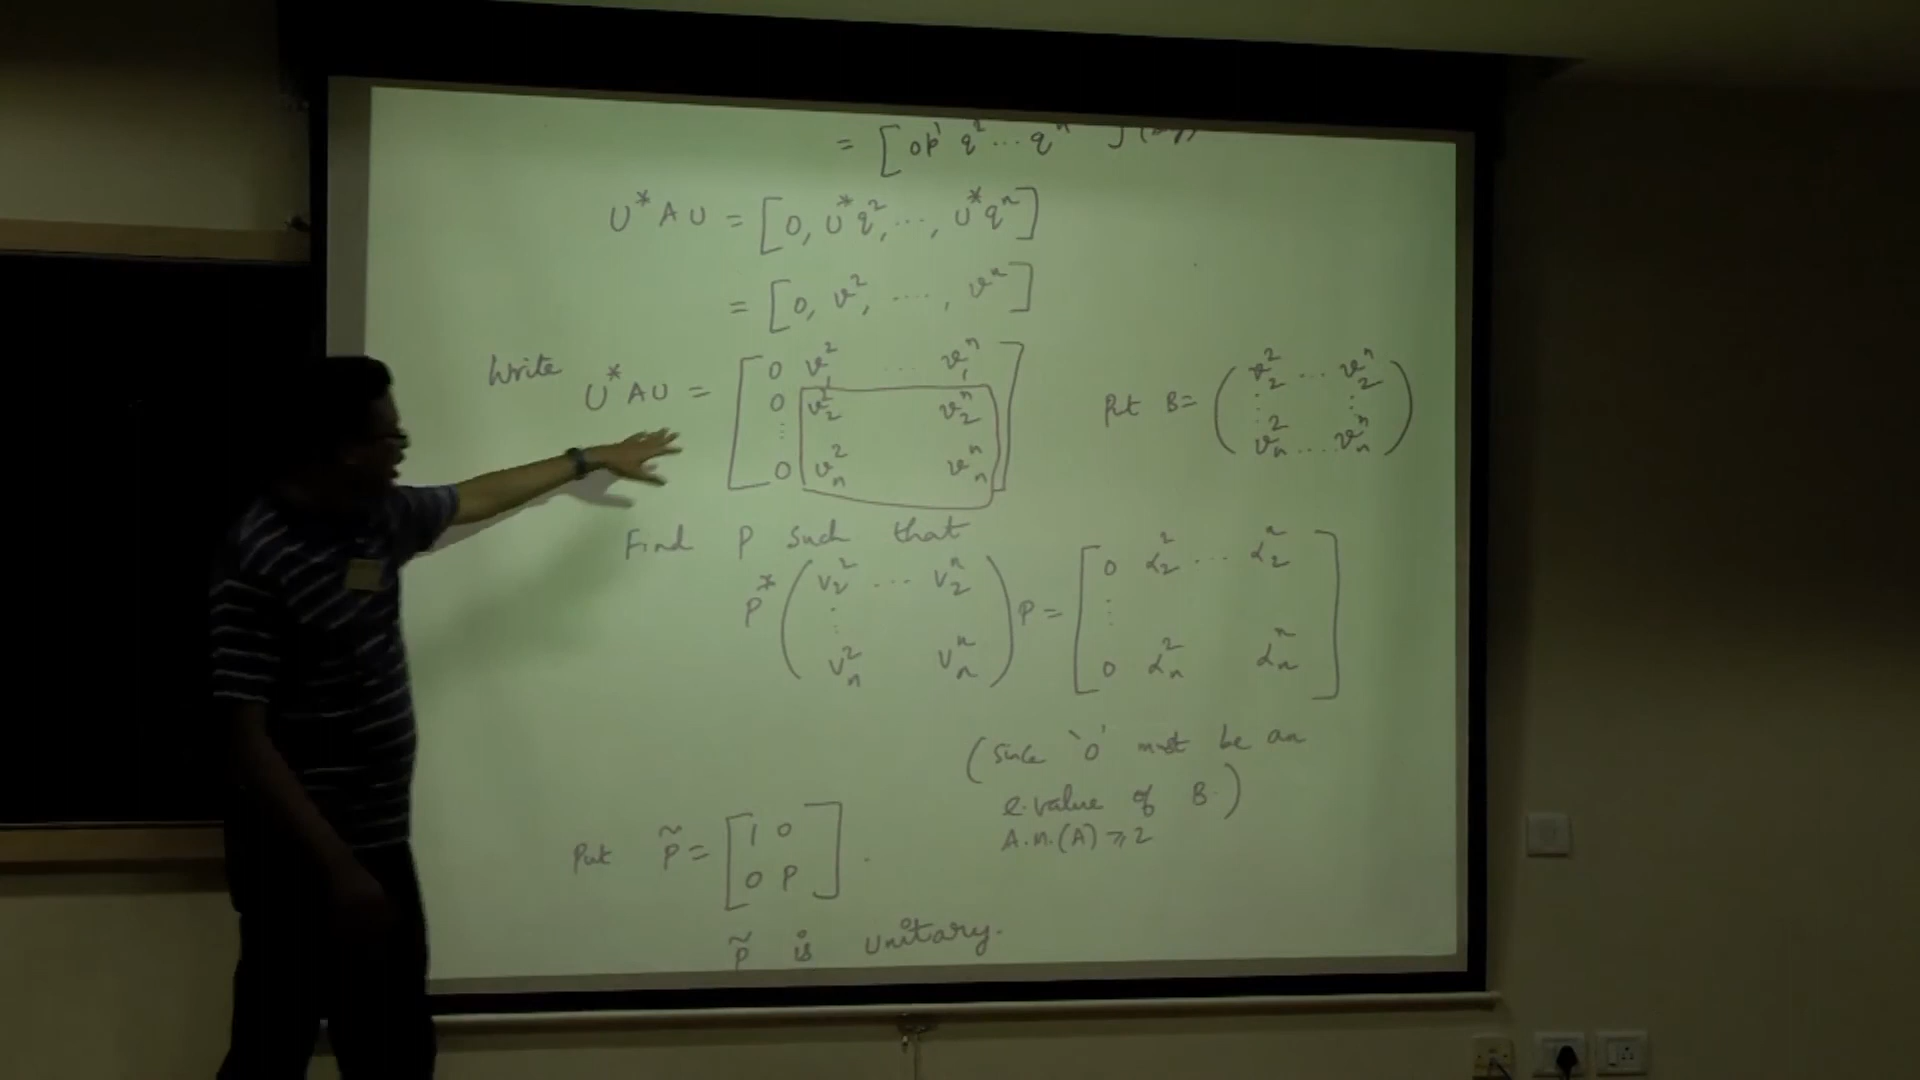 = [ 0p¹ q² ... qⁿ ]
U*AU = [0, U*q², ..., U*qⁿ]
= [0, v², ...., vⁿ]
Write U*AU = [ 0 v₁² ... v₁ⁿ
0 v₂² v₂ⁿ
⋮
0 vₙ² vₙⁿ ]
Put B = ( v₂² ... v₂ⁿ
⋮ ⋮
vₙ² .... vₙⁿ )
Find P such that
P* ( v₂² ... v₂ⁿ
⋮
vₙ² vₙⁿ ) P = [ 0 α₂² ... α₂ⁿ
⋮
0 αₙ² αₙⁿ ]
(Since '0' must be an
e.value of B.)
A.M.(A) ≥ 2
Put P̃ = [ 1 0
0 P ].
P̃ is unitary.